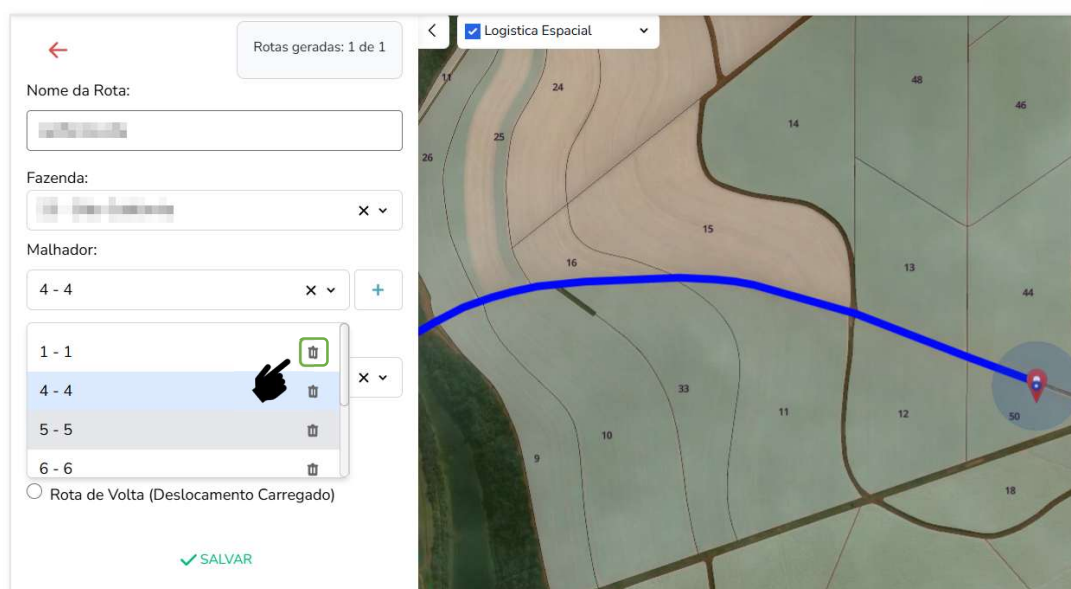 Rotas geradas: 1 de 1
Nome da Rota:
Fazenda:
Malhador:
4 - 4
1 - 1
4 - 4
5 - 5
6 - 6
Rota de Volta (Deslocamento Carregado)
SALVAR
Logistica Espacial
11
24
48
46
25
14
26
15
16
13
44
33
11
12
50
10
9
18